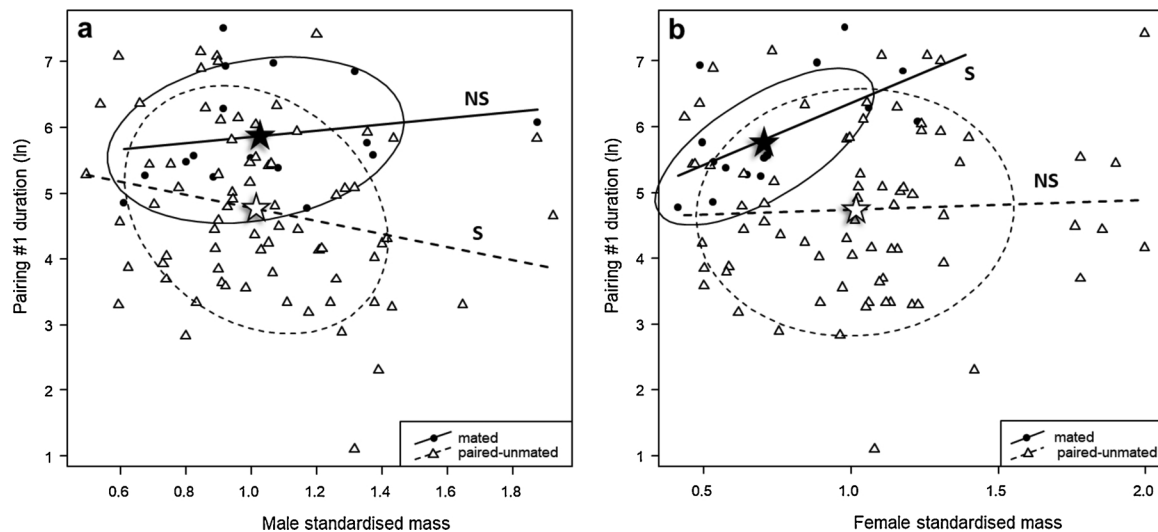 a
Pairing #1 duration (ln)
7
6
5
4
3
2
1
NS
S
mated
paired-unmated
0.6 0.8 1.0 1.2 1.4 1.6 1.8
Male standardised mass
b
Pairing #1 duration (ln)
7
6
5
4
3
2
1
S
NS
mated
paired-unmated
0.5 1.0 1.5 2.0
Female standardised mass